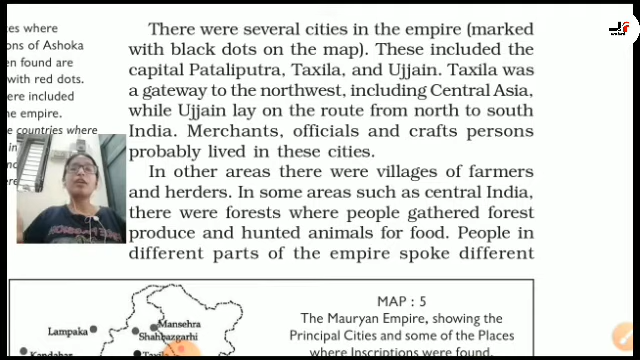 es where
ons of Ashoka
en found are
with red dots.
ere included
he empire.
e countries where
There were several cities in the empire (marked
with black dots on the map). These included the
capital Pataliputra, Taxila, and Ujjain. Taxila was
a gateway to the northwest, including Central Asia,
while Ujjain lay on the route from north to south
India. Merchants, officials and crafts persons
probably lived in these cities.
In other areas there were villages of farmers
and herders. In some areas such as central India,
there were forests where people gathered forest
produce and hunted animals for food. People in
different parts of the empire spoke different
MAP : 5
The Mauryan Empire, showing the
Principal Cities and some of the Places
where Inscriptions were found.
Lampaka
Mansehra
Shahbazgarhi
Kandahar
Taxila